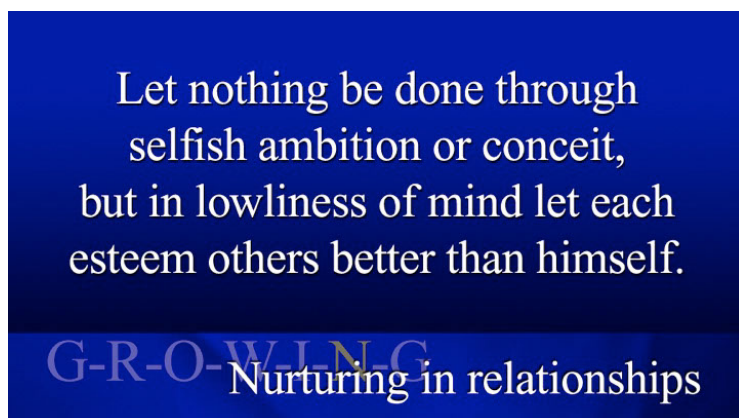 Let nothing be done through
selfish ambition or conceit,
but in lowliness of mind let each
esteem others better than himself.
G-R-O-W-I-N-G
Nurturing in relationships